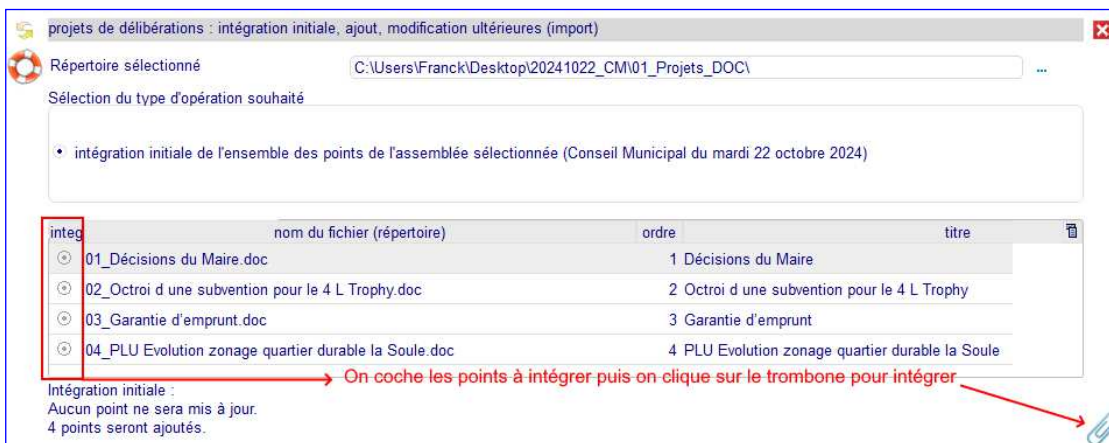 projets de délibérations : intégration initiale, ajout, modification ultérieures (import)
Répertoire sélectionné C:\Users\Franck\Desktop\20241022_CM\01_Projets_DOC\ ...
Sélection du type d'opération souhaité
intégration initiale de l'ensemble des points de l'assemblée sélectionnée (Conseil Municipal du mardi 22 octobre 2024)
integ nom du fichier (répertoire) ordre titre
01_Décisions du Maire.doc 1 Décisions du Maire
02_Octroi d une subvention pour le 4 L Trophy.doc 2 Octroi d une subvention pour le 4 L Trophy
03_Garantie d'emprunt.doc 3 Garantie d'emprunt
04_PLU Evolution zonage quartier durable la Soule.doc 4 PLU Evolution zonage quartier durable la Soule
On coche les points à intégrer puis on clique sur le trombone pour intégrer
Intégration initiale :
Aucun point ne sera mis à jour.
4 points seront ajoutés.